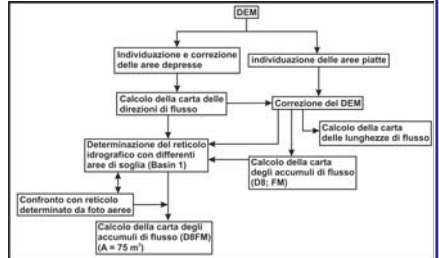 DEM
Individuazione e correzione
delle aree depresse
individuazione delle aree piatte
Calcolo della carta delle
direzioni di flusso
Correzione del DEM
Calcolo della carta
delle lunghezze di flusso
Determinazione del reticolo
idrografico con differenti
aree di soglia (Basin 1)
Calcolo della carta
degli accumuli di flusso
(D8; FM)
Confronto con reticolo
determinato da foto aeree
Calcolo della carta degli
accumuli di flusso (D8FM)
(A = 75 m²)